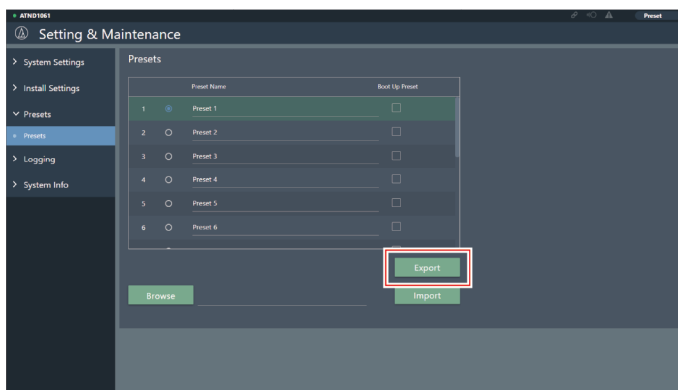 ATND1061
Preset
Setting & Maintenance
System Settings
Install Settings
Presets
Presets
Logging
System Info
Presets
Preset Name Boot Up Preset
1 Preset 1
2 Preset 2
3 Preset 3
4 Preset 4
5 Preset 5
6 Preset 6
Export
Browse Import